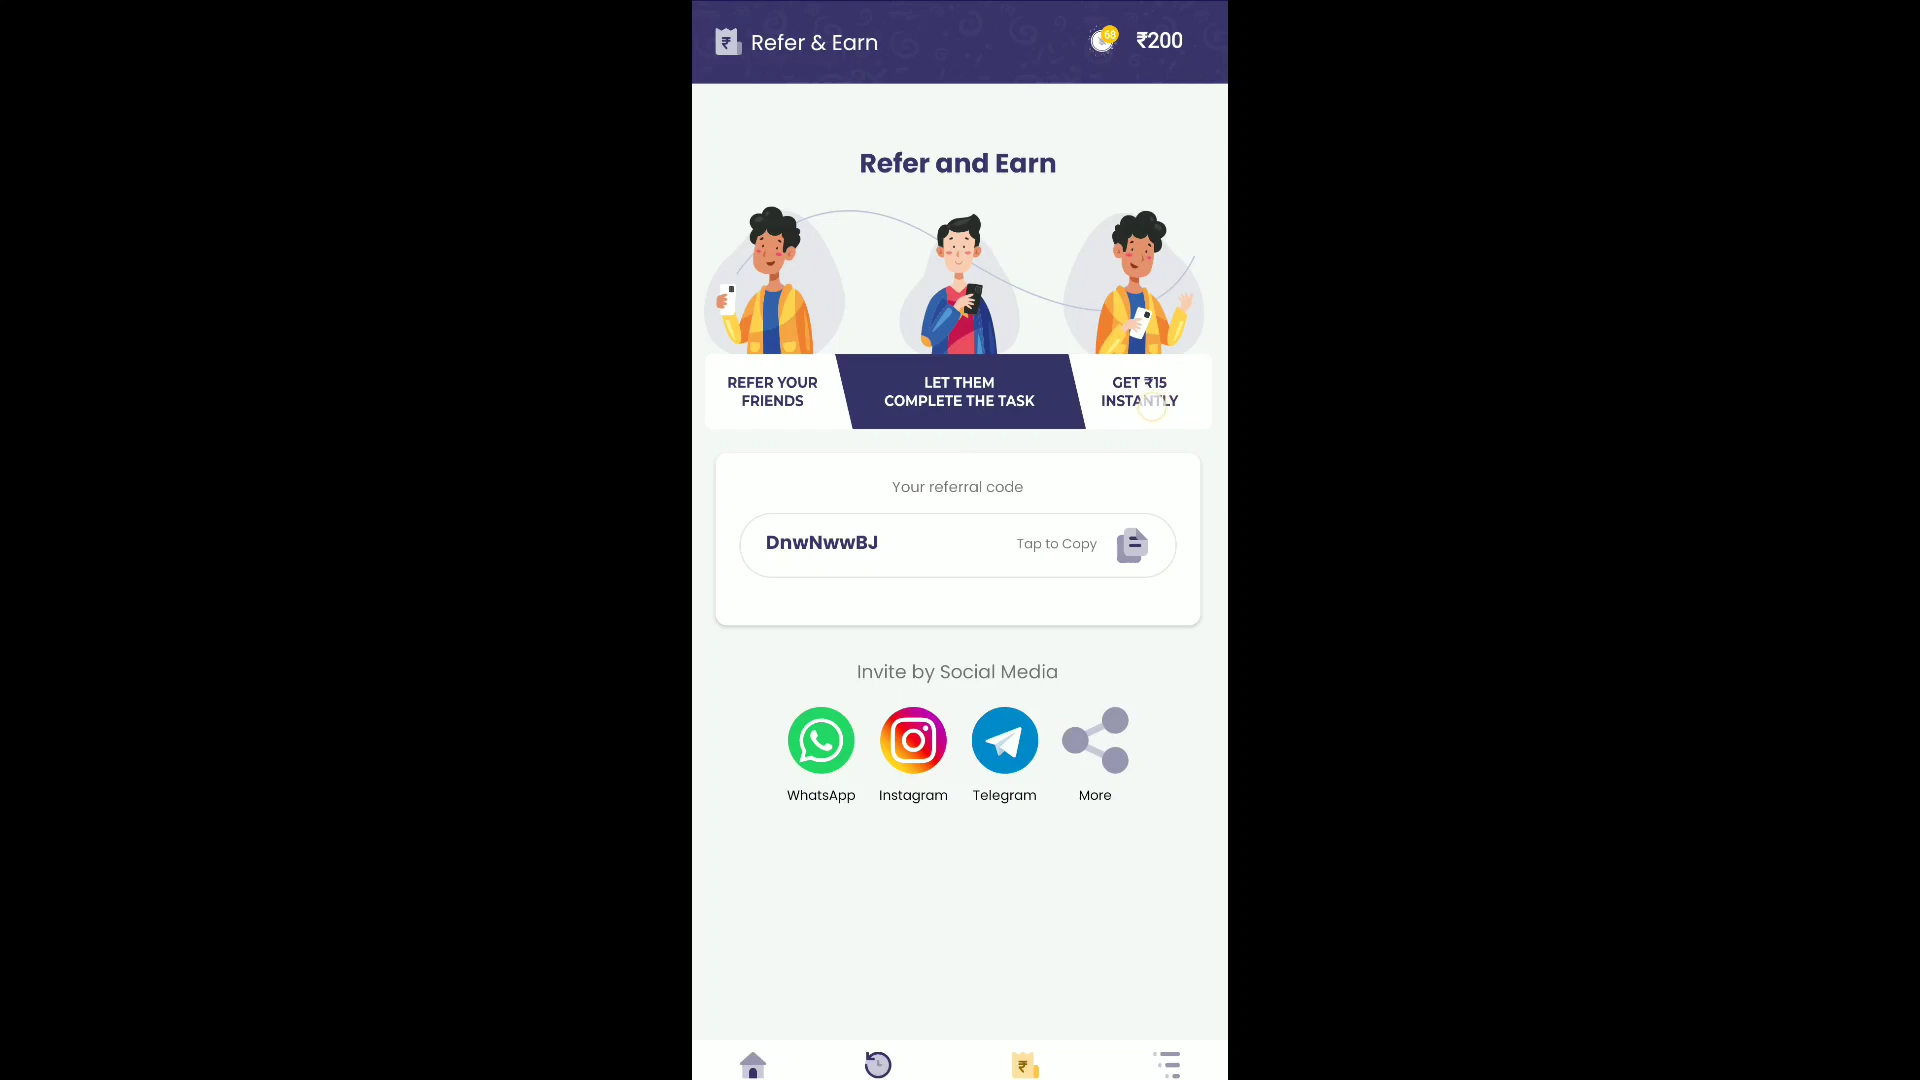 Refer & Earn
68
₹200
Refer and Earn
REFER YOUR
FRIENDS
LET THEM
COMPLETE THE TASK
GET ₹15
INSTANTLY
Your referral code
DnwNwwBJ
Tap to Copy
Invite by Social Media
WhatsApp
Instagram
Telegram
More